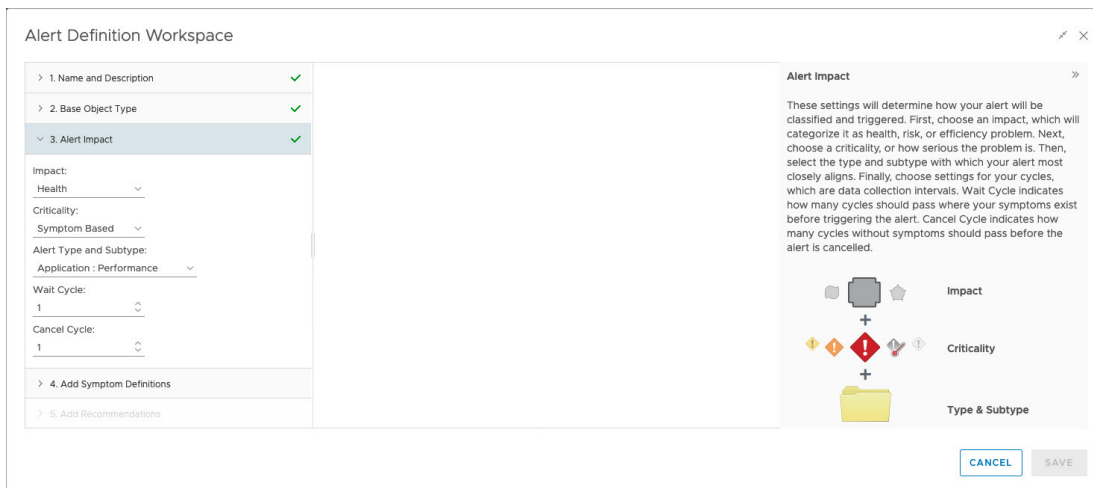 Alert Definition Workspace
1. Name and Description
2. Base Object Type
3. Alert Impact
Impact:
Health
Criticality:
Symptom Based
Alert Type and Subtype:
Application : Performance
Wait Cycle:
1
Cancel Cycle:
1
4. Add Symptom Definitions
5. Add Recommendations
Alert Impact
These settings will determine how your alert will be
classified and triggered. First, choose an impact, which will
categorize it as health, risk, or efficiency problem. Next,
choose a criticality, or how serious the problem is. Then,
select the type and subtype with which your alert most
closely aligns. Finally, choose settings for your cycles,
which are data collection intervals. Wait Cycle indicates
how many cycles should pass where your symptoms exist
before triggering the alert. Cancel Cycle indicates how
many cycles without symptoms should pass before the
alert is cancelled.
Impact
+
Criticality
+
Type & Subtype
CANCEL
SAVE